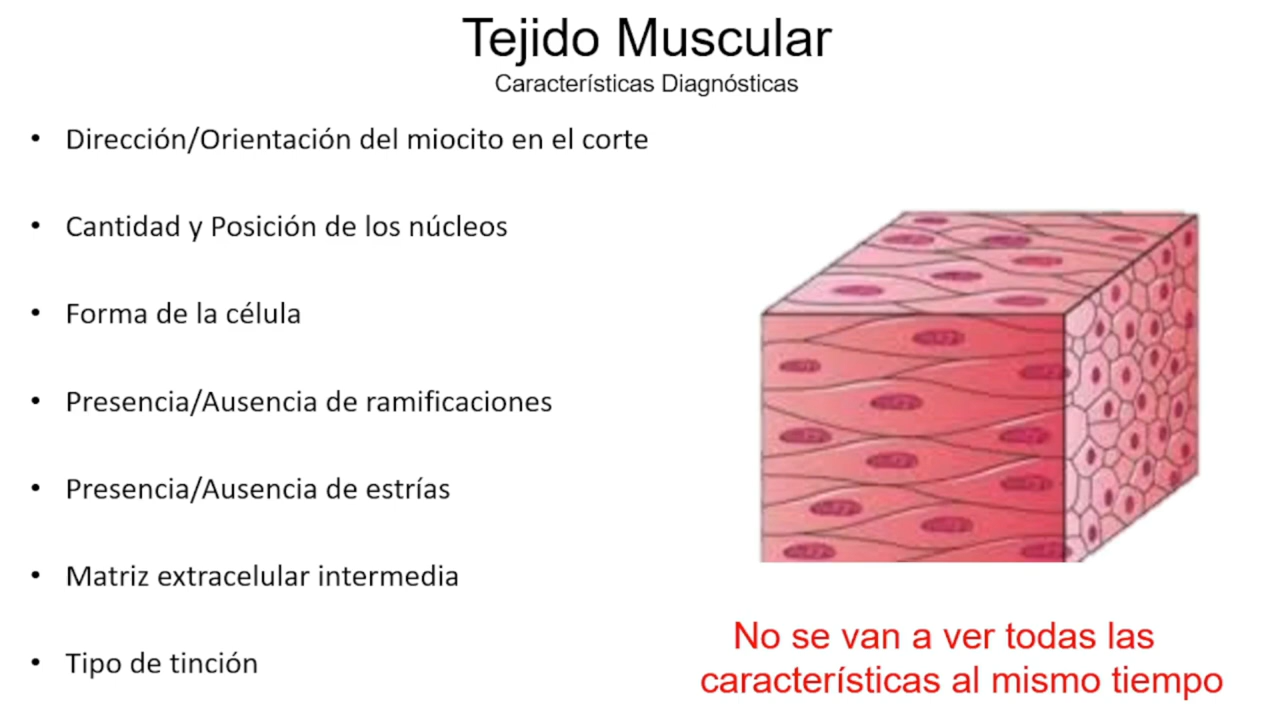 Tejido Muscular
Características Diagnósticas
• Dirección/Orientación del miocito en el corte
• Cantidad y Posición de los núcleos
• Forma de la célula
• Presencia/Ausencia de ramificaciones
• Presencia/Ausencia de estrías
• Matriz extracelular intermedia
• Tipo de tinción
No se van a ver todas las
características al mismo tiempo